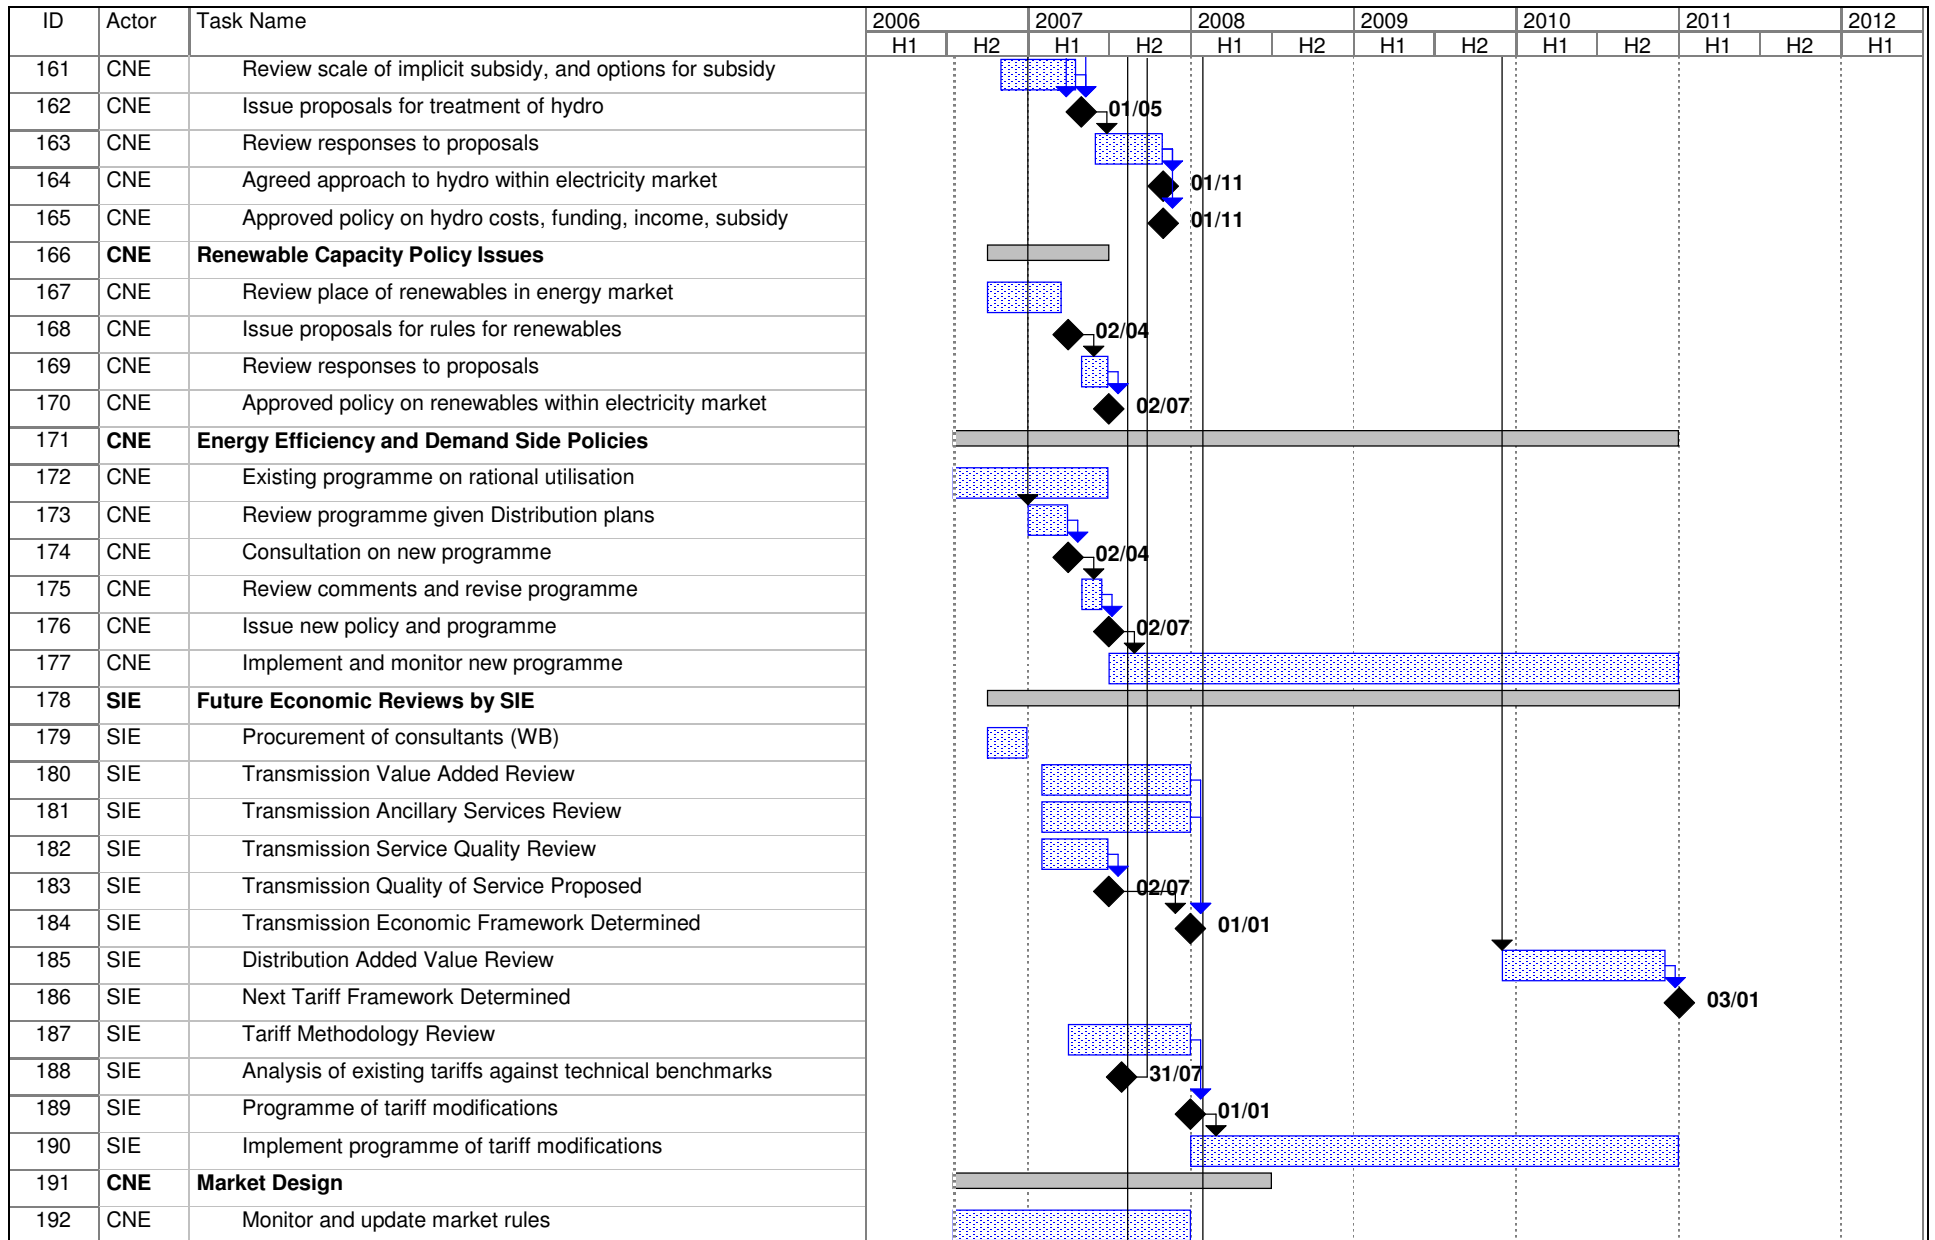 ID Actor Task Name 2006 2007 2008 2009 2010 2011 2012
H1 H2 H1 H2 H1 H2 H1 H2 H1 H2 H1 H2 H1
161 CNE Review scale of implicit subsidy, and options for subsidy
162 CNE Issue proposals for treatment of hydro 01/05
163 CNE Review responses to proposals
164 CNE Agreed approach to hydro within electricity market 01/11
165 CNE Approved policy on hydro costs, funding, income, subsidy 01/11
166 CNE Renewable Capacity Policy Issues
167 CNE Review place of renewables in energy market
168 CNE Issue proposals for rules for renewables 02/04
169 CNE Review responses to proposals
170 CNE Approved policy on renewables within electricity market 02/07
171 CNE Energy Efficiency and Demand Side Policies
172 CNE Existing programme on rational utilisation
173 CNE Review programme given Distribution plans
174 CNE Consultation on new programme 02/04
175 CNE Review comments and revise programme
176 CNE Issue new policy and programme 02/07
177 CNE Implement and monitor new programme
178 SIE Future Economic Reviews by SIE
179 SIE Procurement of consultants (WB)
180 SIE Transmission Value Added Review
181 SIE Transmission Ancillary Services Review
182 SIE Transmission Service Quality Review
183 SIE Transmission Quality of Service Proposed 02/07
184 SIE Transmission Economic Framework Determined 01/01
185 SIE Distribution Added Value Review
186 SIE Next Tariff Framework Determined 03/01
187 SIE Tariff Methodology Review
188 SIE Analysis of existing tariffs against technical benchmarks 31/07
189 SIE Programme of tariff modifications 01/01
190 SIE Implement programme of tariff modifications
191 CNE Market Design
192 CNE Monitor and update market rules